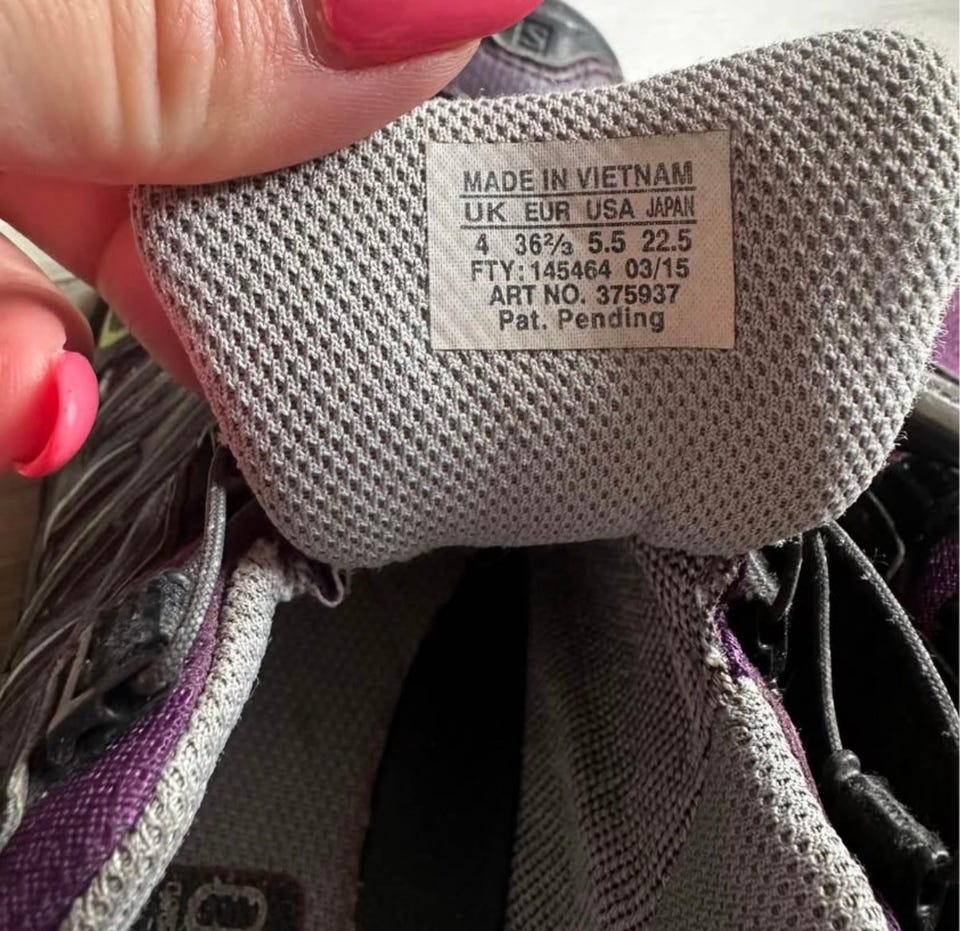 MADE IN VIETNAM
UK EUR USA JAPAN
4 36⅔ 5.5 22.5
FTY: 145464 03/15
ART NO. 375937
Pat. Pending